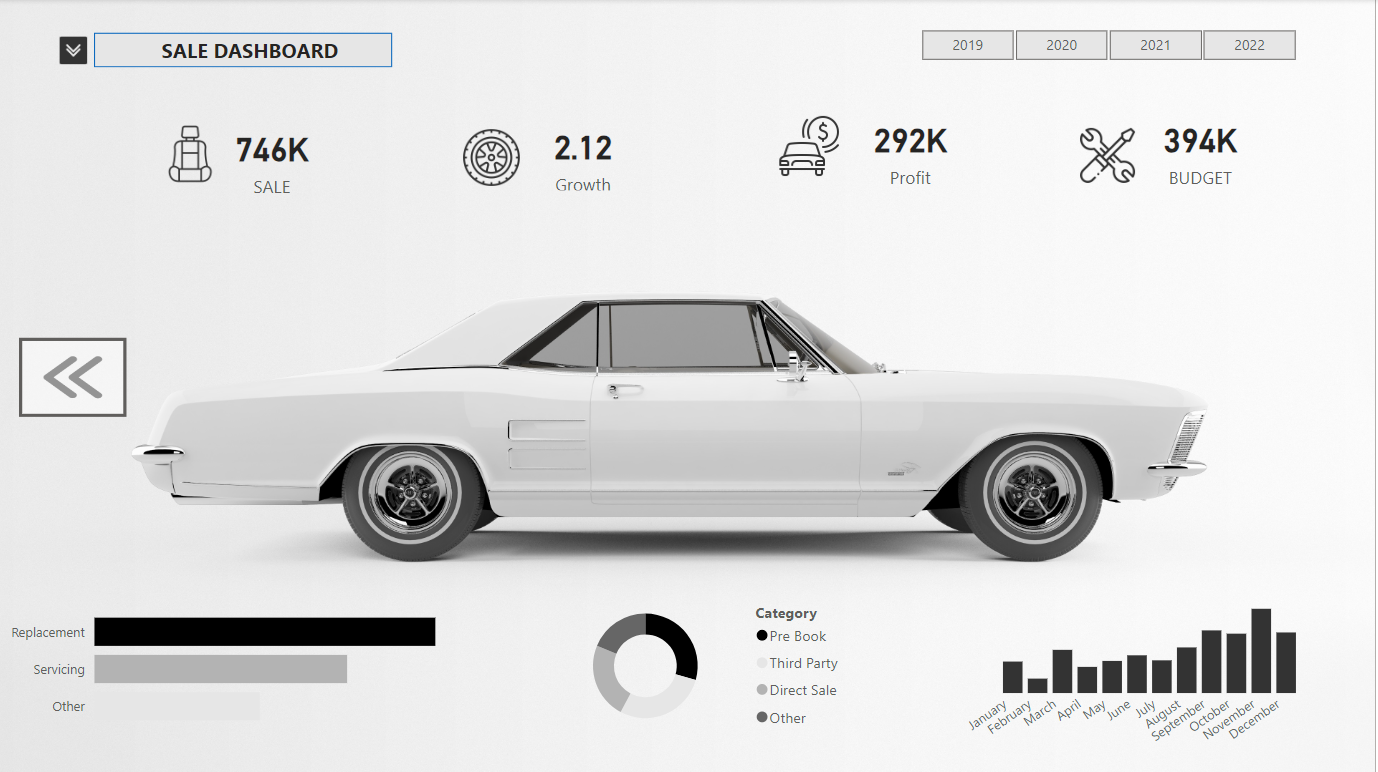 SALE DASHBOARD
2019 2020 2021 2022
746K
SALE
2.12
Growth
$
292K
Profit
394K
BUDGET
Replacement
Servicing
Other
Category
Pre Book
Third Party
Direct Sale
Other
January
February
March
April
May
June
July
August
September
October
November
December